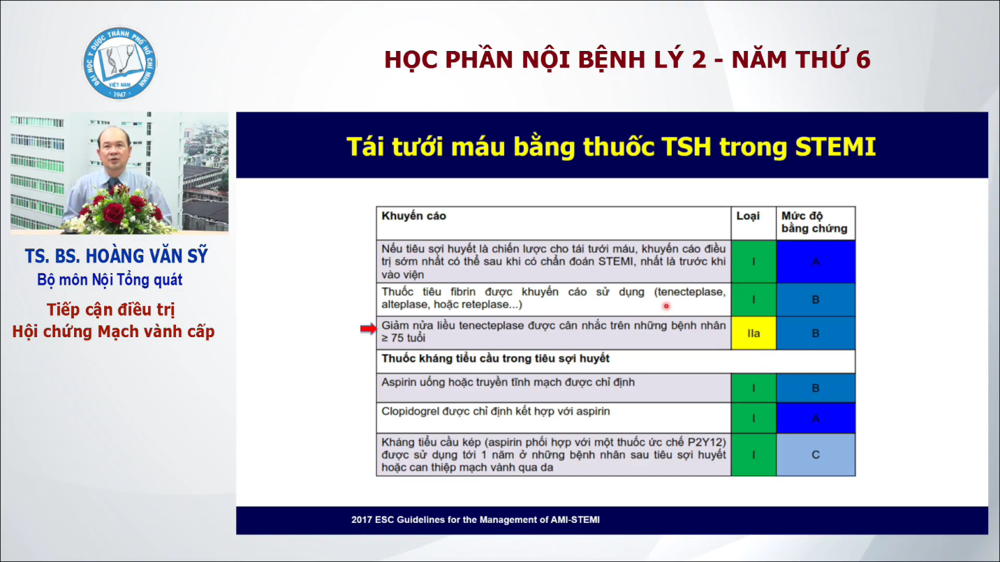 HỌC PHẦN NỘI BỆNH LÝ 2 - NĂM THỨ 6
ĐẠI HỌC Y DƯỢC THÀNH PHỐ HỒ CHÍ MINH
VIỆT NAM
1947
TS. BS. HOÀNG VĂN SỸ
Bộ môn Nội Tổng quát
Tiếp cận điều trị
Hội chứng Mạch vành cấp
Tái tưới máu bằng thuốc TSH trong STEMI
Khuyến cáo Loại Mức độ
bằng chứng
Nếu tiêu sợi huyết là chiến lược cho tái tưới máu, khuyến cáo điều
trị sớm nhất có thể sau khi có chẩn đoán STEMI, nhất là trước khi
vào viện
I A
Thuốc tiêu fibrin được khuyến cáo sử dụng (tenecteplase,
alteplase, hoặc reteplase...)
I B
Giảm nửa liều tenecteplase được cân nhắc trên những bệnh nhân
≥ 75 tuổi
IIa B
Thuốc kháng tiểu cầu trong tiêu sợi huyết
Aspirin uống hoặc truyền tĩnh mạch được chỉ định
I B
Clopidogrel được chỉ định kết hợp với aspirin
I A
Kháng tiểu cầu kép (aspirin phối hợp với một thuốc ức chế P2Y12)
được sử dụng tới 1 năm ở những bệnh nhân sau tiêu sợi huyết
hoặc can thiệp mạch vành qua da
I C
2017 ESC Guidelines for the Management of AMI-STEMI